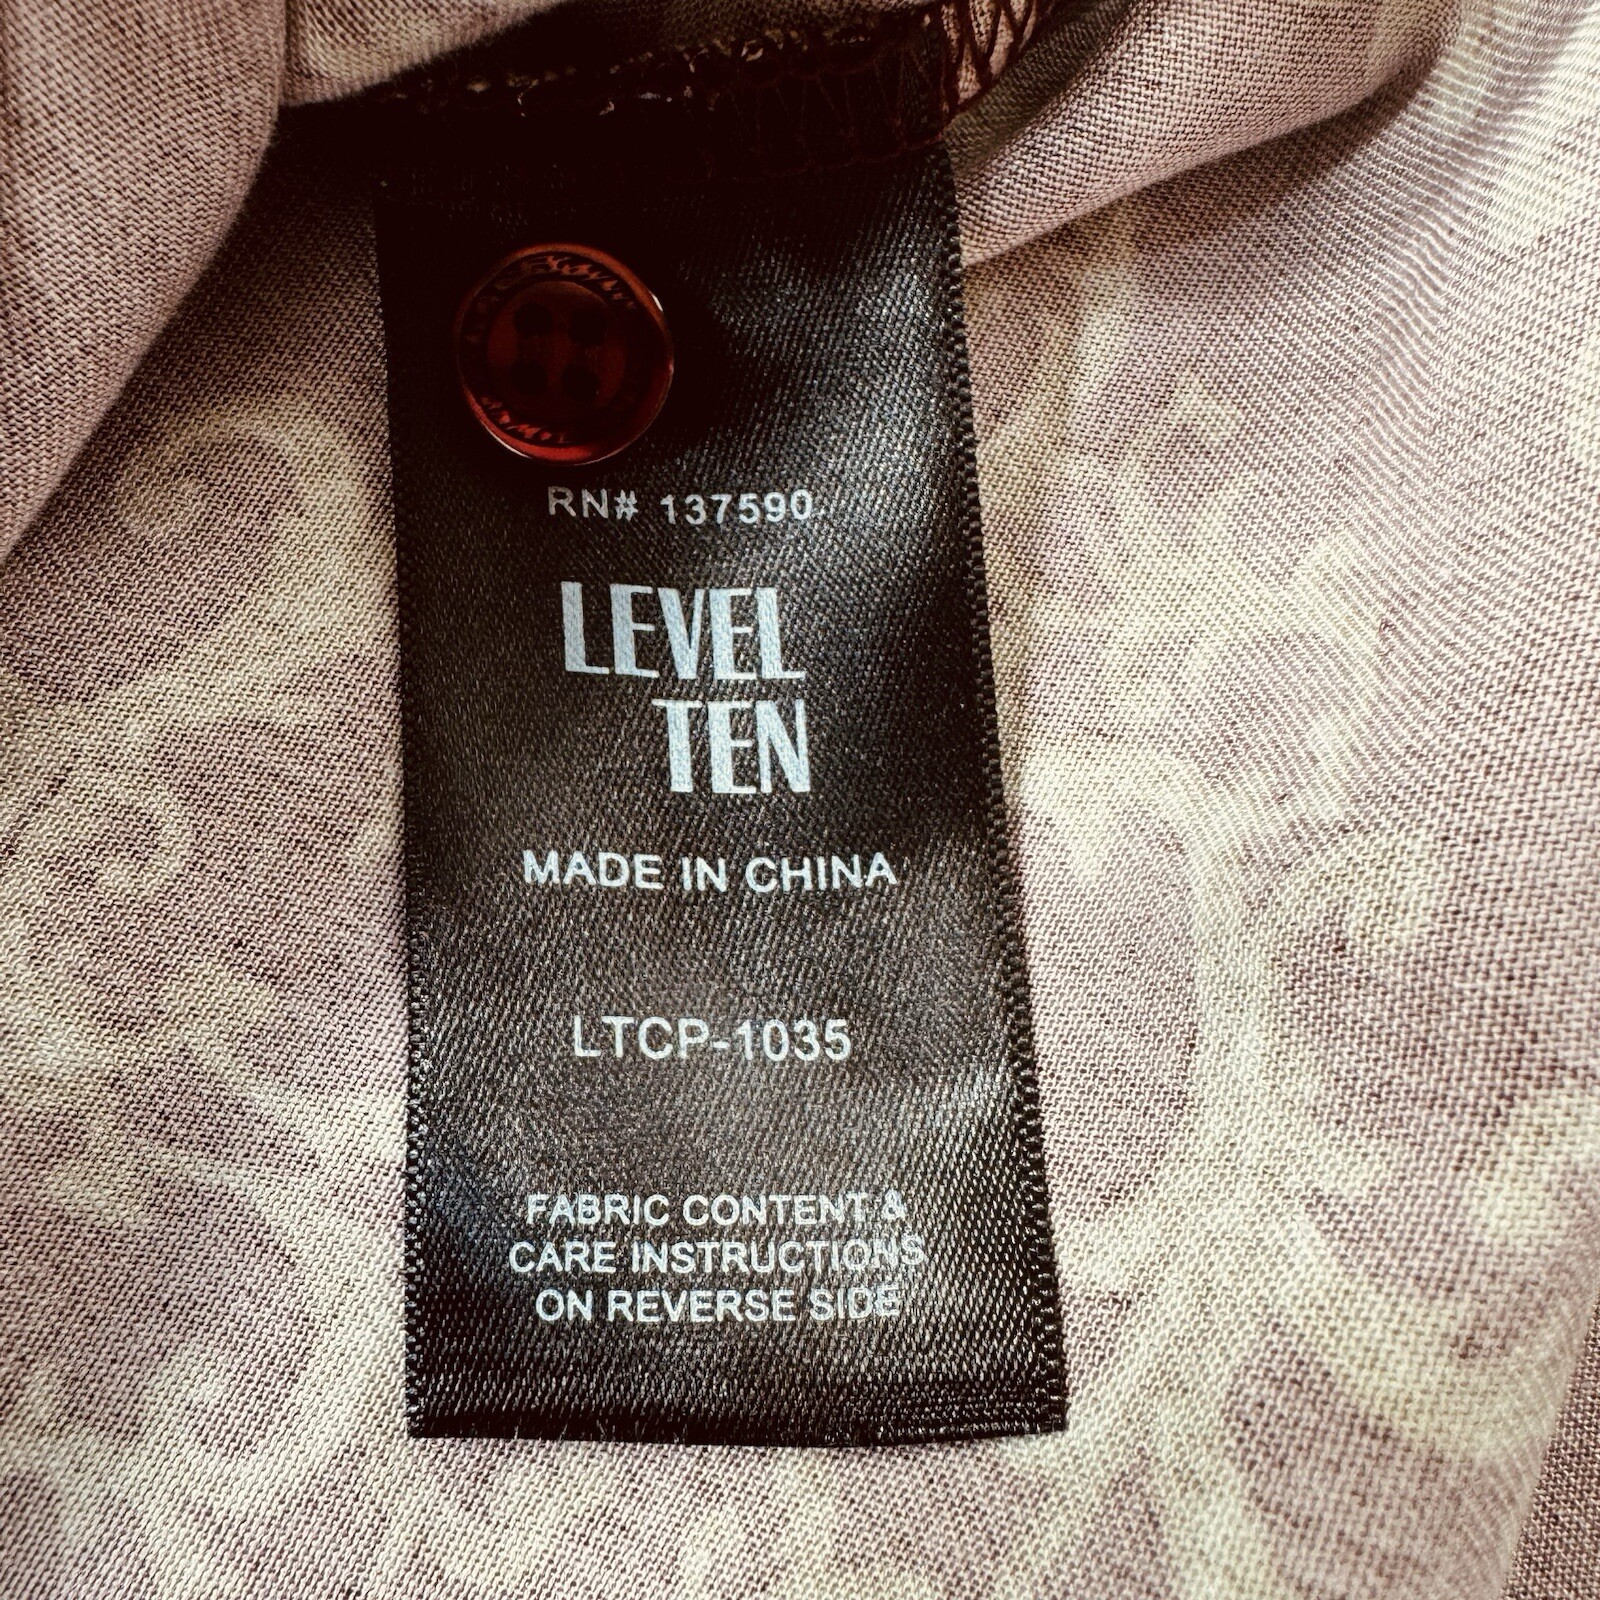 RN# 137590
LEVEL
TEN
MADE IN CHINA
LTCP-1035
FABRIC CONTENT &
CARE INSTRUCTIONS
ON REVERSE SIDE